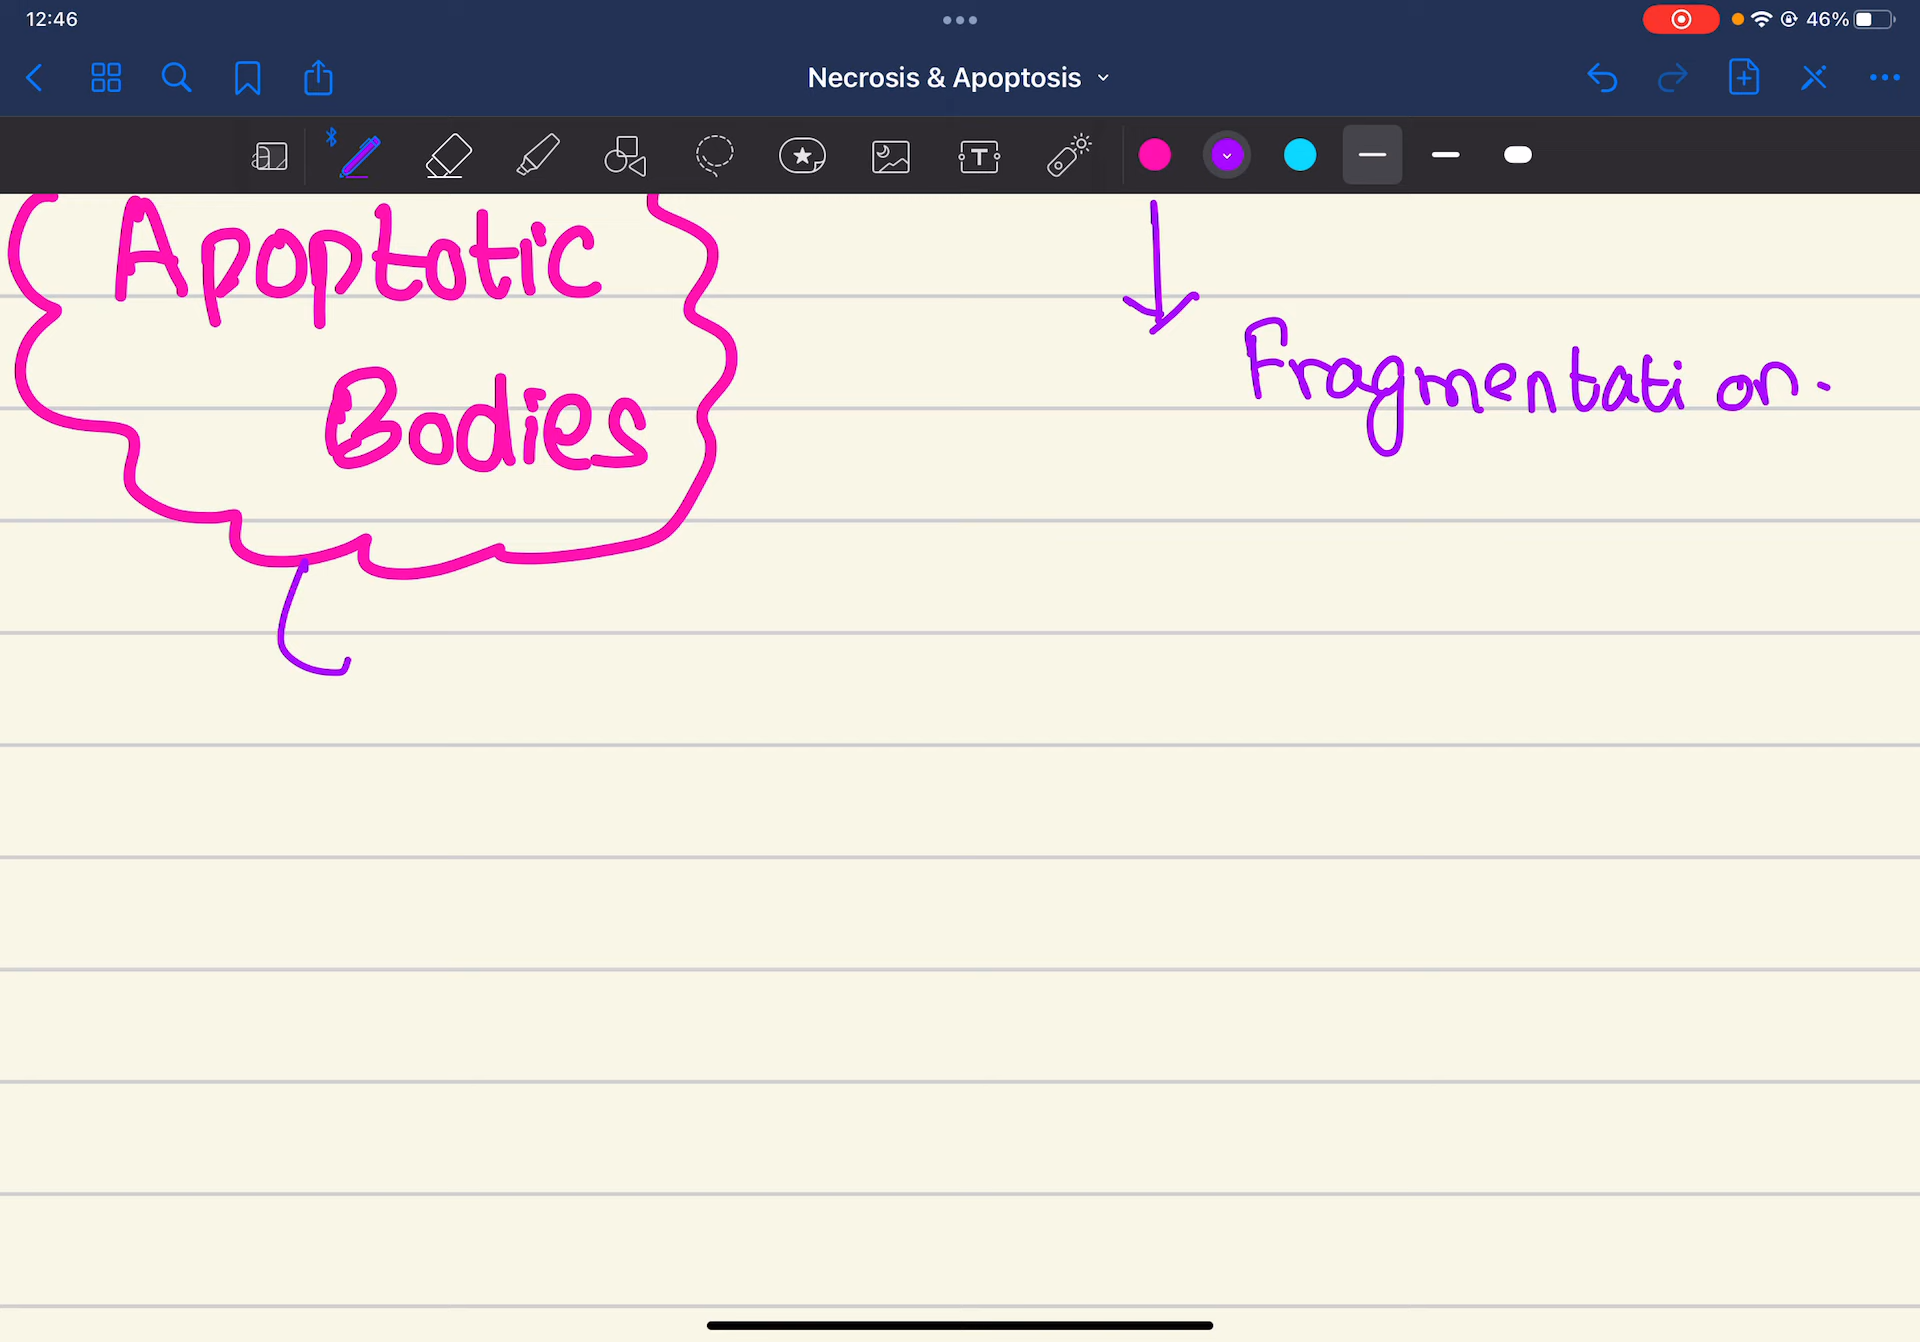 12:46
46%
Necrosis & Apoptosis
T
Apoptotic
Bodies
Fragmentation.